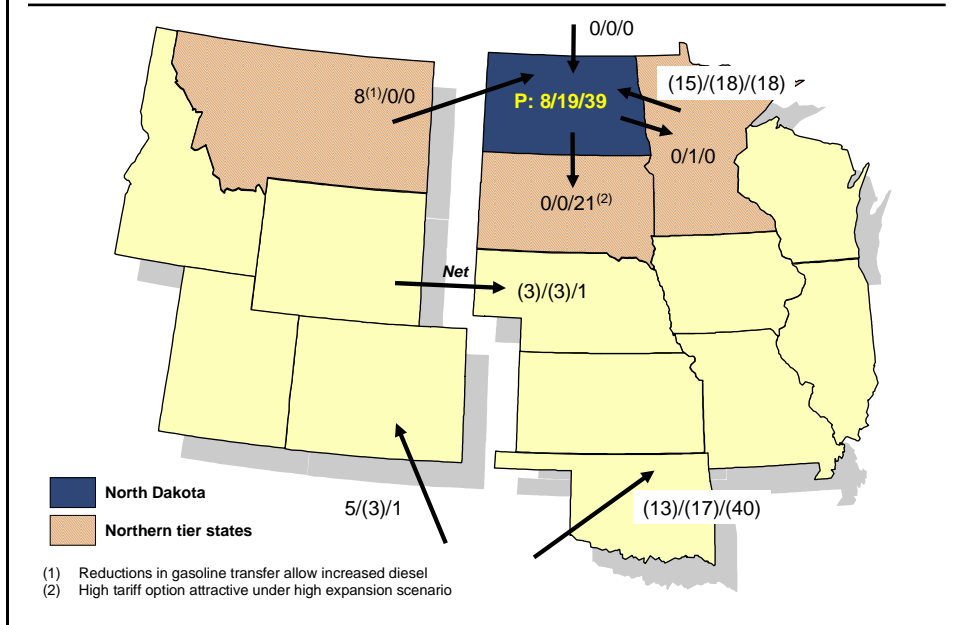 0/0/0
8(1)/0/0
(15)/(18)/(18)
P: 8/19/39
0/1/0
0/0/21(2)
Net
(3)/(3)/1
5/(3)/1
(13)/(17)/(40)
North Dakota
Northern tier states
(1) Reductions in gasoline transfer allow increased diesel
(2) High tariff option attractive under high expansion scenario